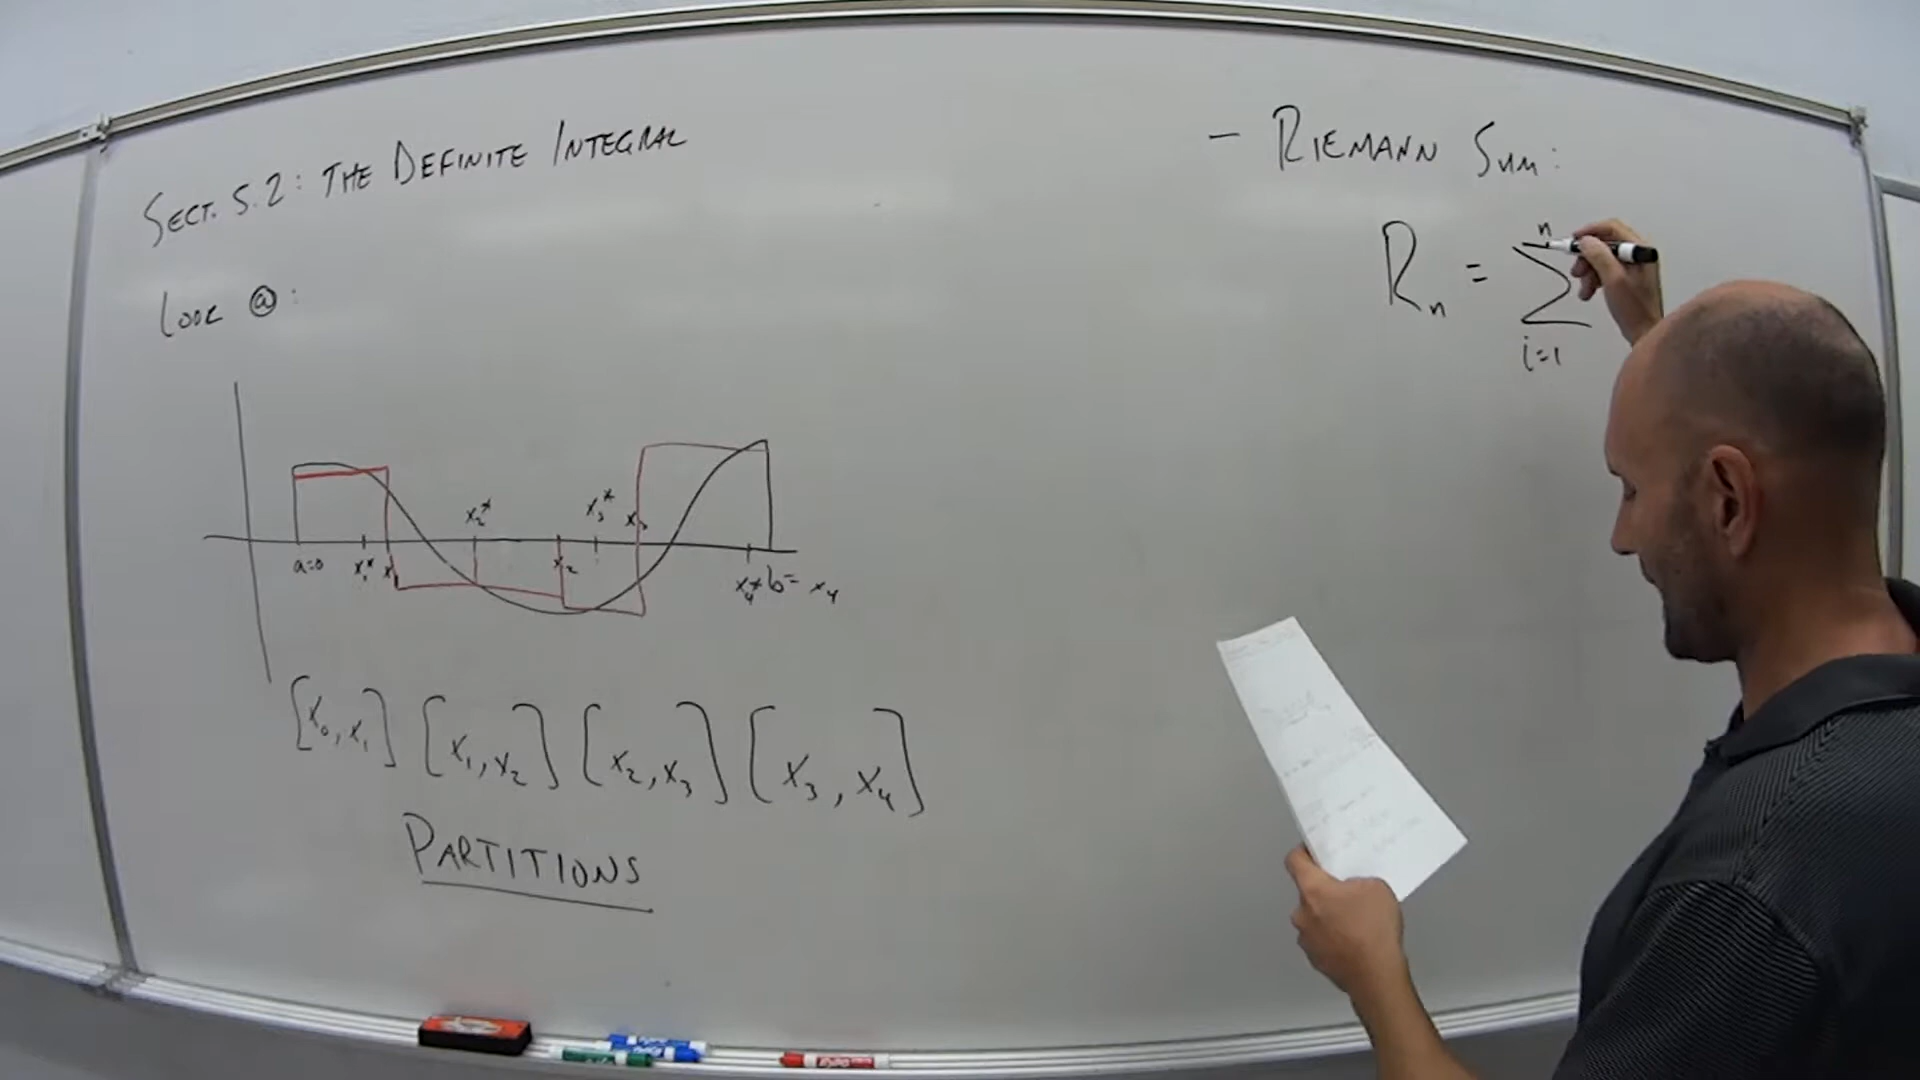 SECT. 5.2: THE DEFINITE INTEGRAL
LOOK @:
x₂* x₃* x₃
a=0 x₁* x₁ x₂ x₄* b= x₄
[x₀, x₁] [x₁, x₂] [x₂, x₃] [x₃, x₄]
PARTITIONS
- RIEMANN SUM:
n
Rₙ = Σ
i=1
EXPO